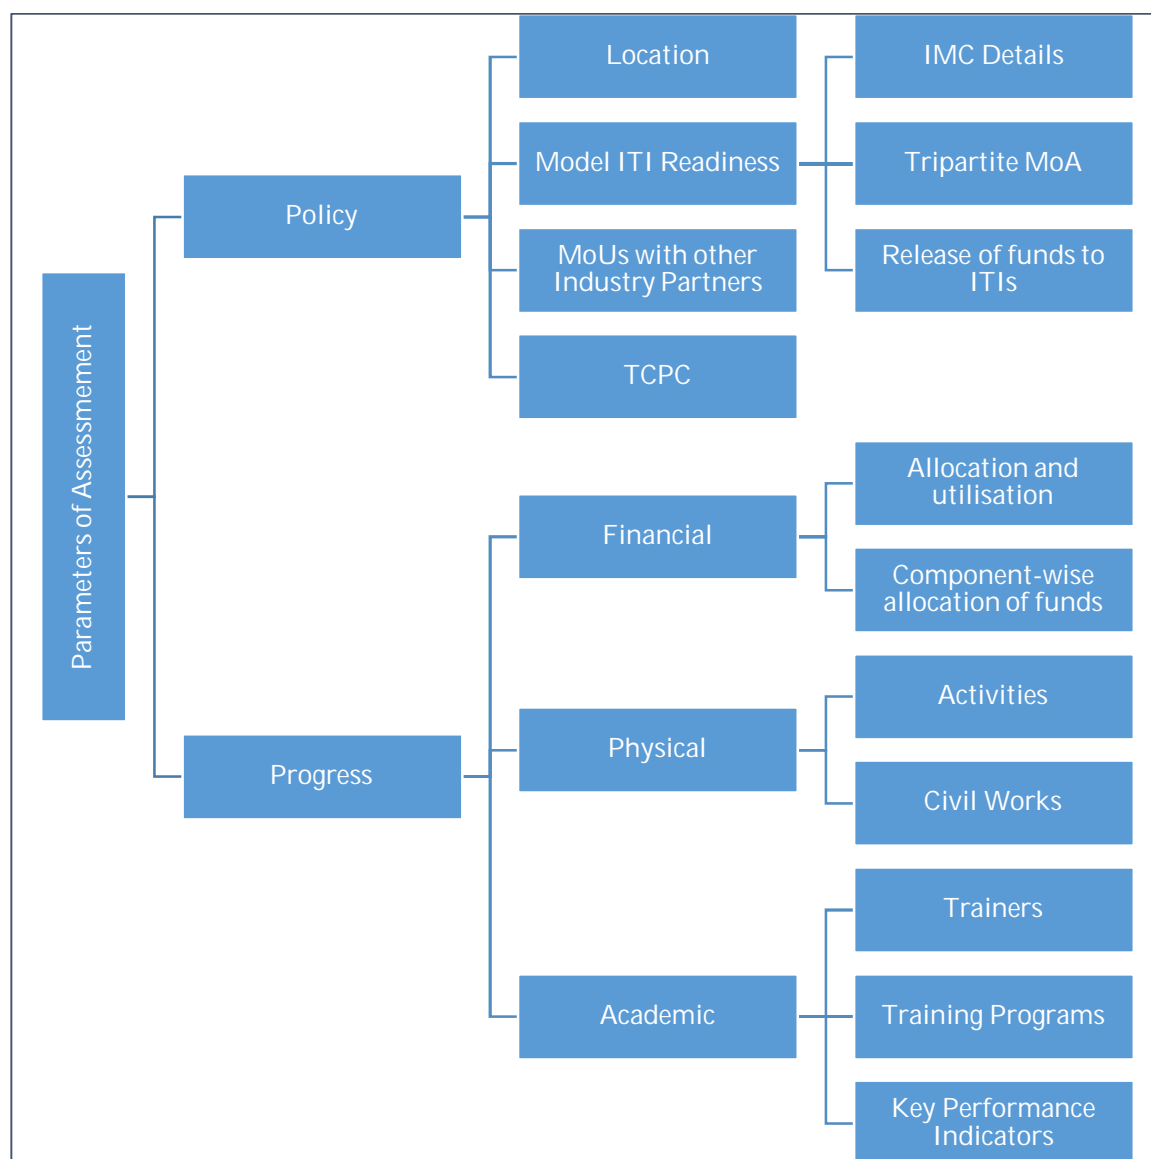 Parameters of Assessmement
Policy
Location
Model ITI Readiness
IMC Details
Tripartite MoA
Release of funds to
ITIs
MoUs with other
Industry Partners
TCPC
Progress
Financial
Allocation and
utilisation
Component-wise
allocation of funds
Physical
Activities
Civil Works
Academic
Trainers
Training Programs
Key Performance
Indicators